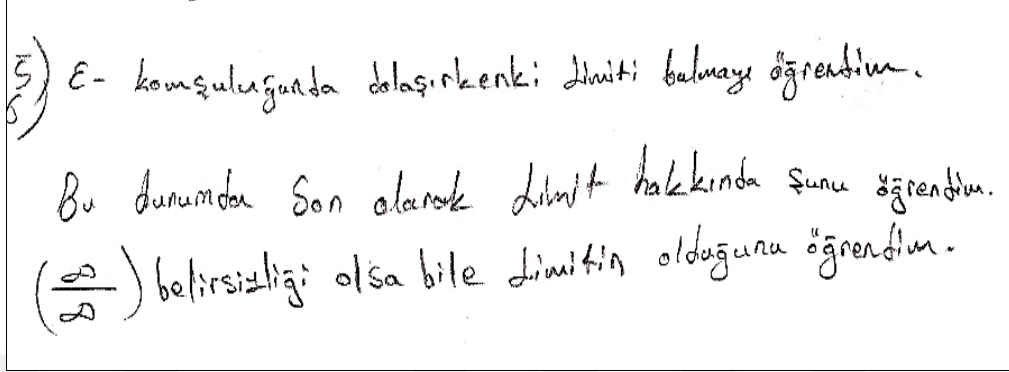 5) ε- komşuluğunda dolaşırkenki limiti bulmayı öğrendim.
6
Bu durumda son olarak limit hakkında şunu öğrendim.
(∞/∞) belirsizliği olsa bile limitin olduğunu öğrendim.